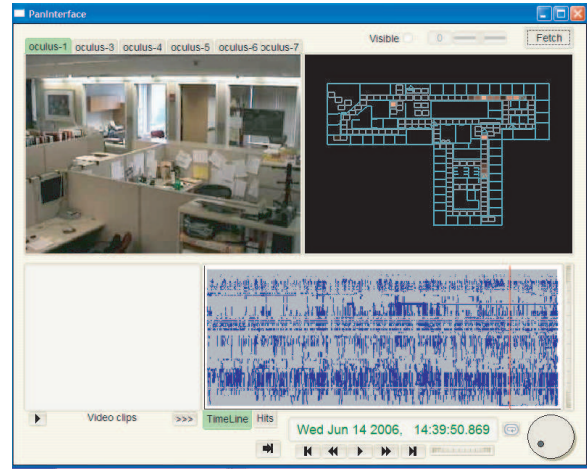 PanInterface
Visible 0 Fetch
oculus-1 oculus-3 oculus-4 oculus-5 oculus-6 oculus-7
Video clips >>> TimeLine Hits
Wed Jun 14 2006, 14:39:50.869